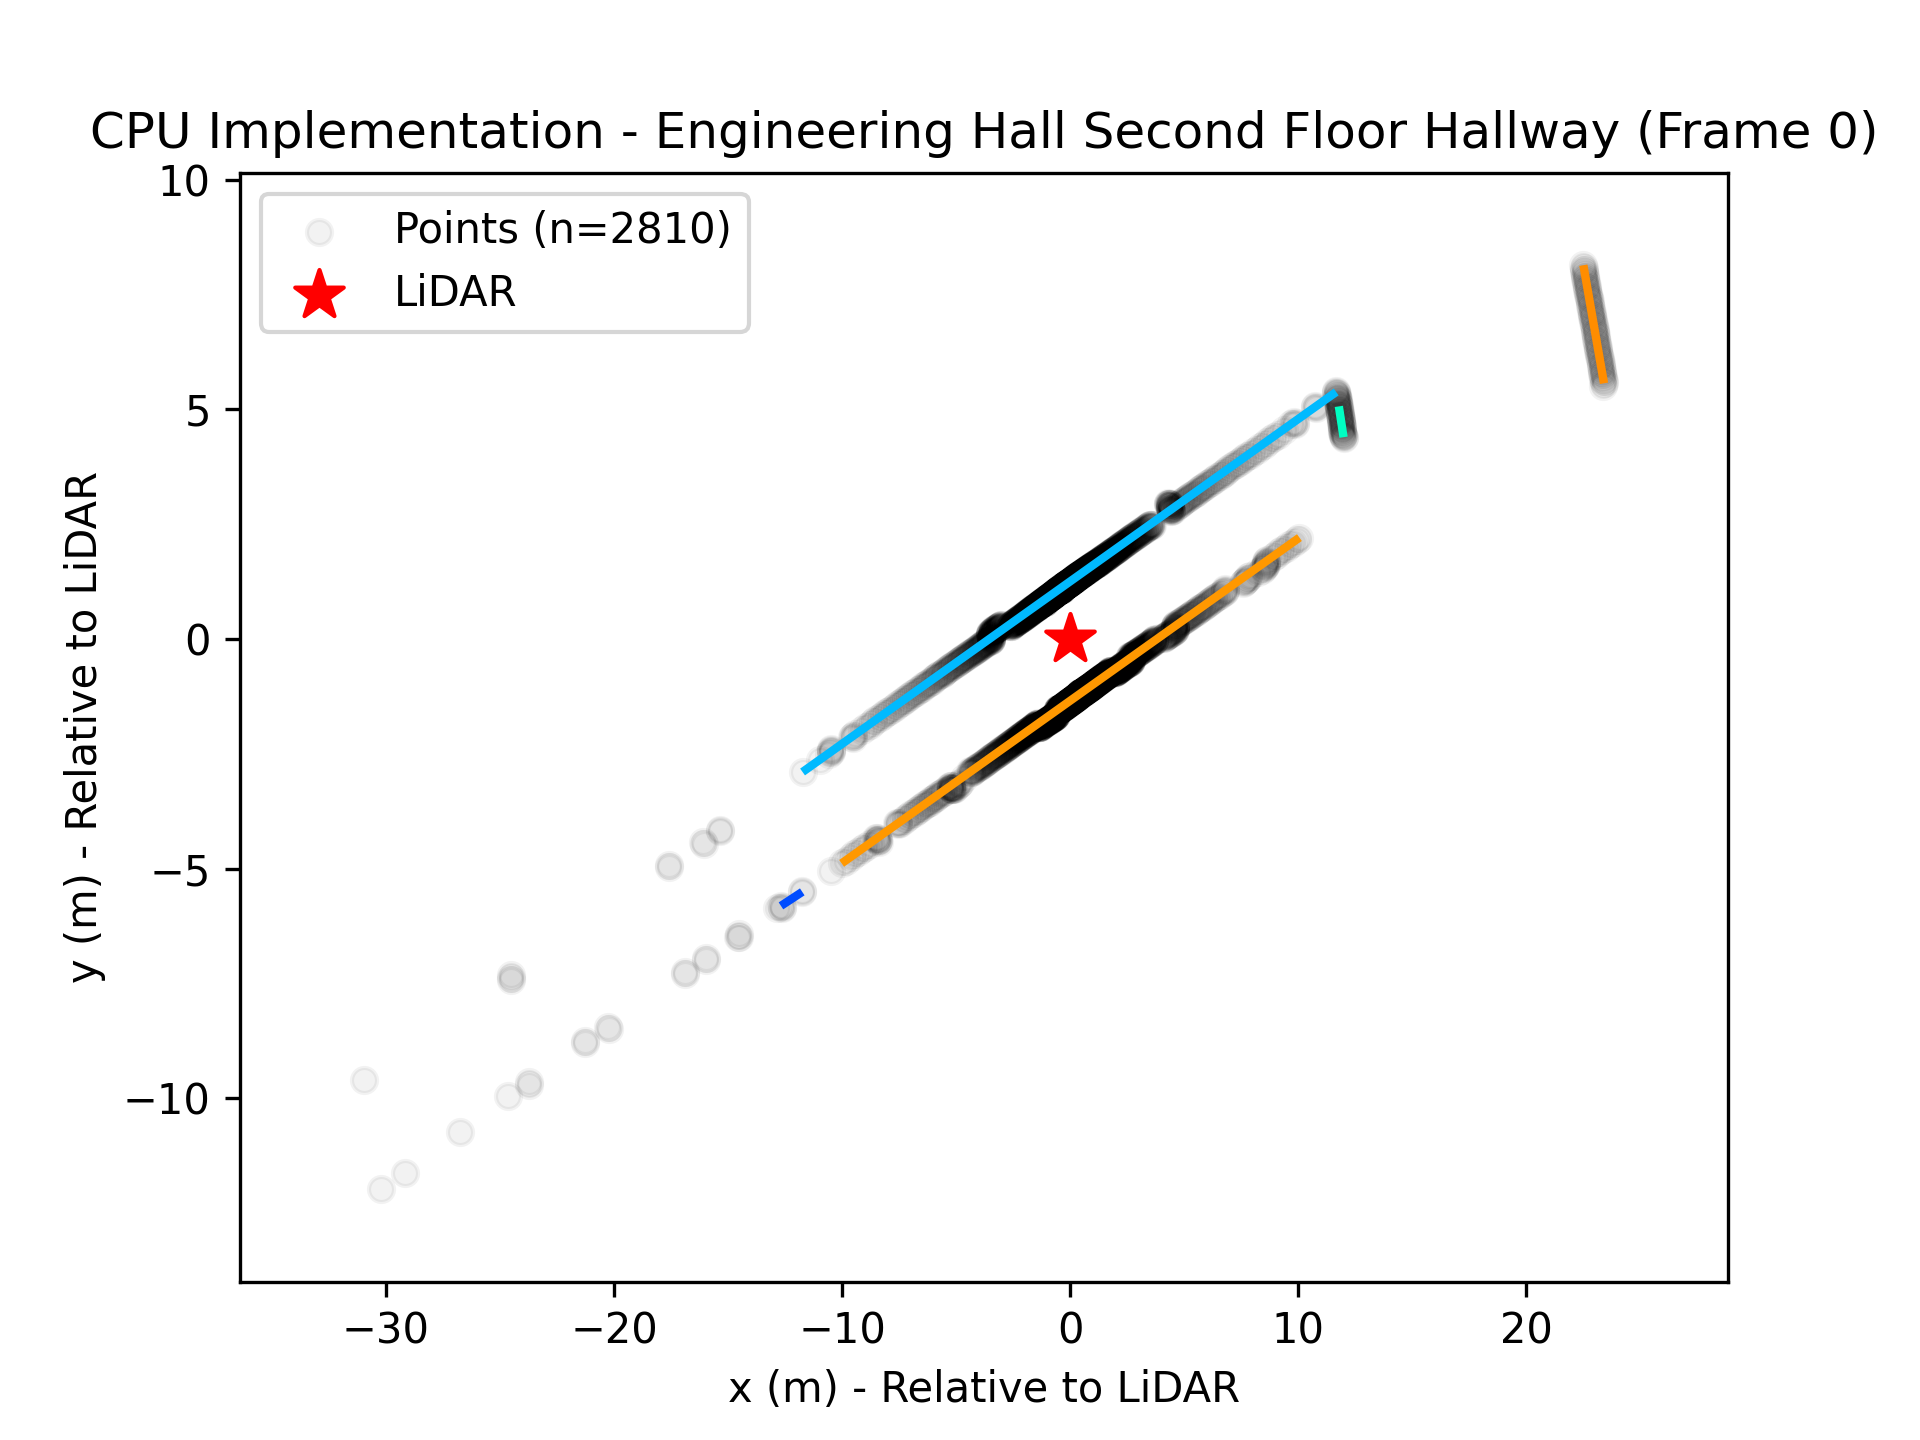 CPU Implementation - Engineering Hall Second Floor Hallway (Frame 0)
Points (n=2810)
LiDAR
y (m) - Relative to LiDAR
10
5
0
−5
−10
−30
−20
−10
0
10
20
x (m) - Relative to LiDAR